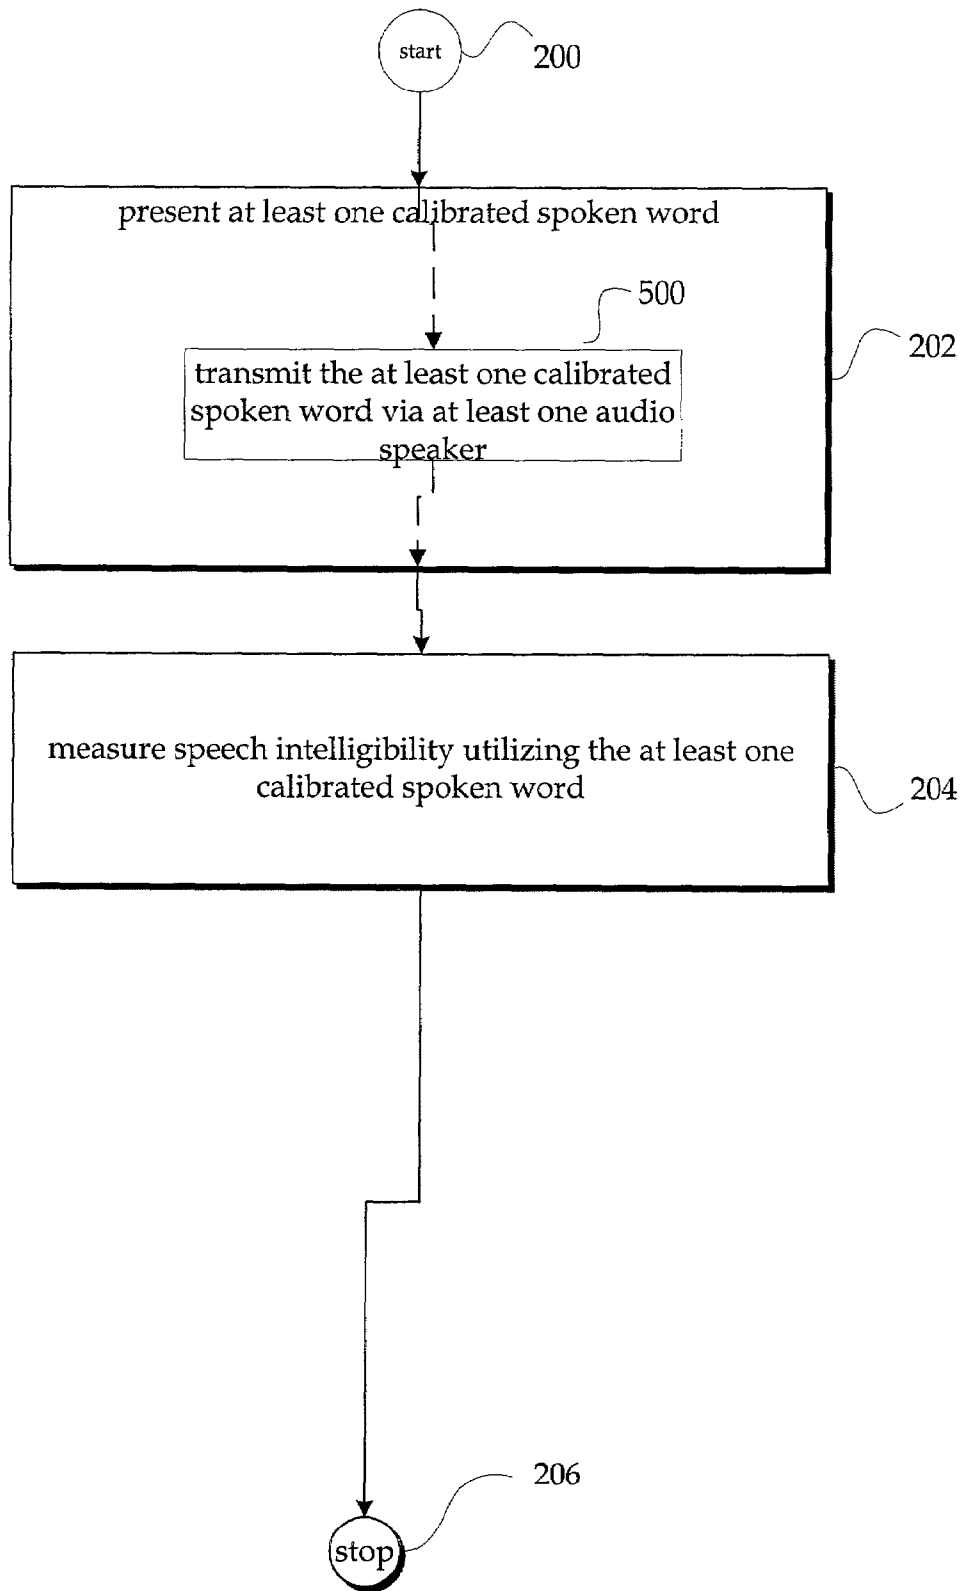 start
200
present at least one calibrated spoken word
500
transmit the at least one calibrated
spoken word via at least one audio
speaker
202
measure speech intelligibility utilizing the at least one
calibrated spoken word
204
206
stop